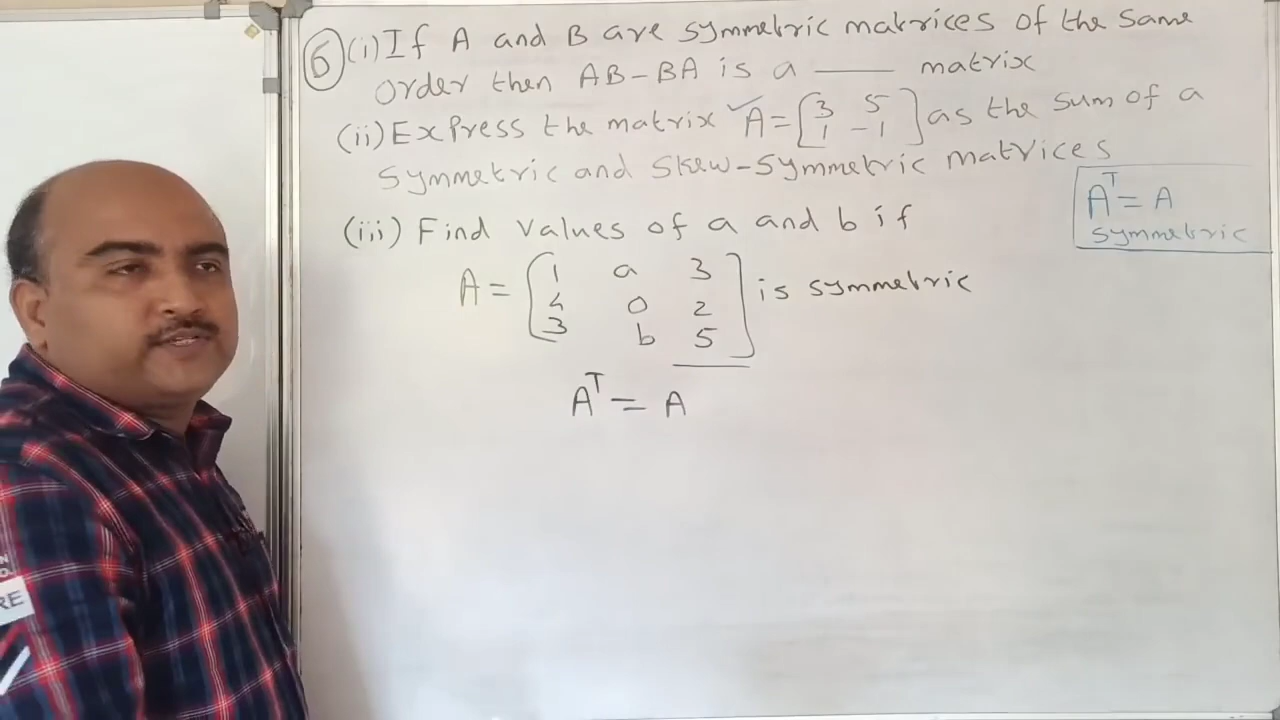 6 (i) If A and B are symmetric matrices of the same
order then AB-BA is a ___ matrix
(ii) Express the matrix ✓A = [3 5
1 -1] as the sum of a
symmetric and skew-symmetric matrices
Aᵀ = A
symmetric
(iii) Find values of a and b if
A = [1 a 3
4 0 2
3 b 5] is symmetric
Aᵀ = A
RE